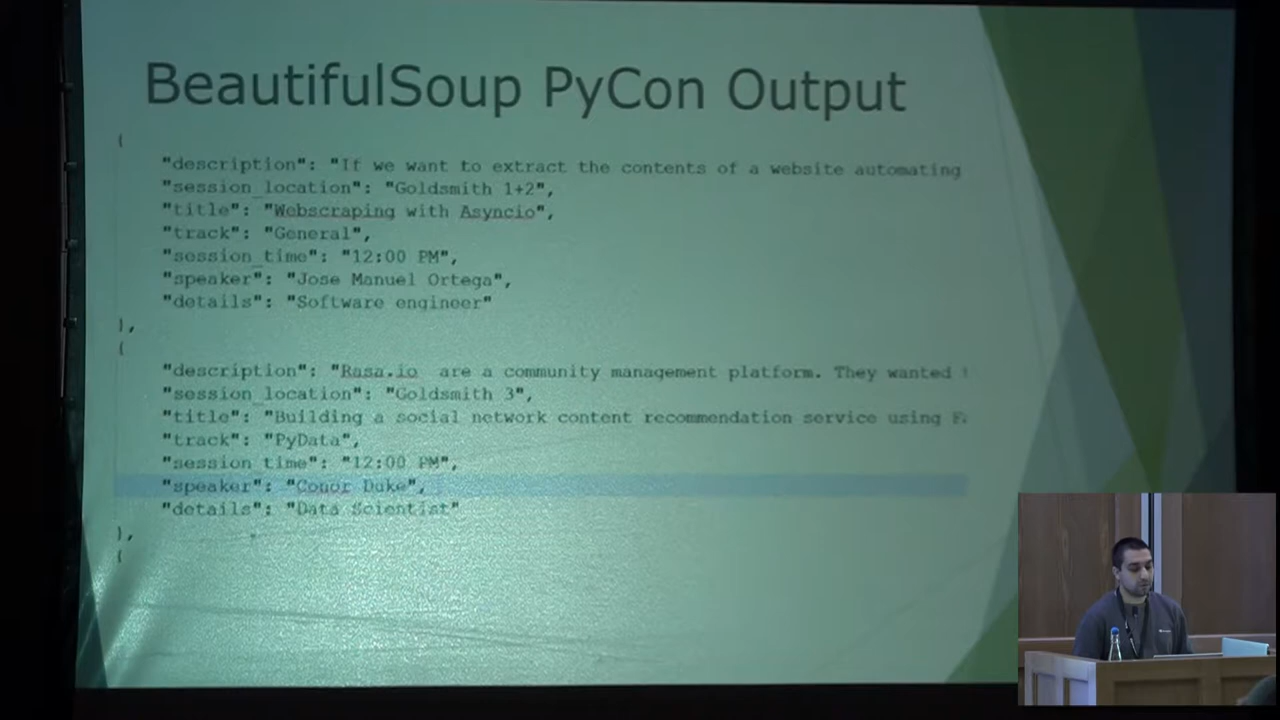 BeautifulSoup PyCon Output
{
"description": "If we want to extract the contents of a website automating
"session_location": "Goldsmith 1+2",
"title": "Webscraping with Asyncio",
"track": "General",
"session_time": "12:00 PM",
"speaker": "Jose Manuel Ortega",
"details": "Software engineer"
},
{
"description": "Rasa.io are a community management platform. They wanted
"session_location": "Goldsmith 3",
"title": "Building a social network content recommendation service using
"track": "PyData",
"session_time": "12:00 PM",
"speaker": "Conor Duke",
"details": "Data Scientist"
},
{